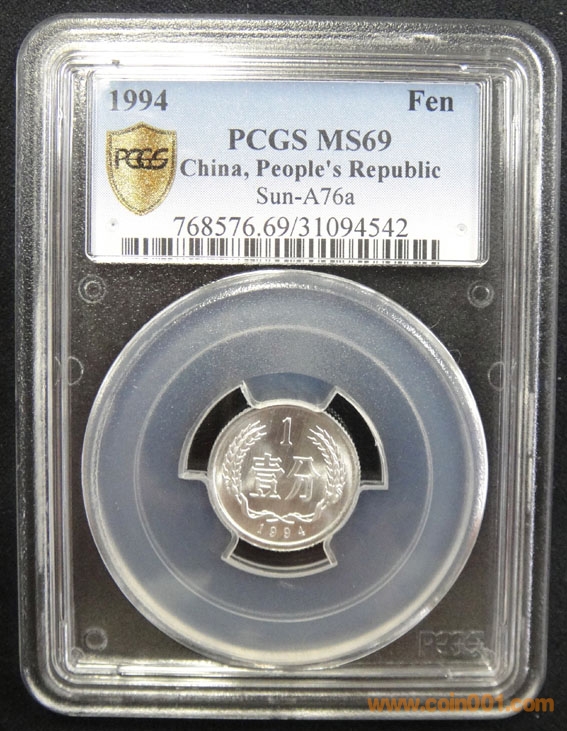 1994 Fen
PCGS
PCGS MS69
China, People's Republic
Sun-A76a
768576.69/31094542
1
壹分
1994
PCGS
www.coin001.com